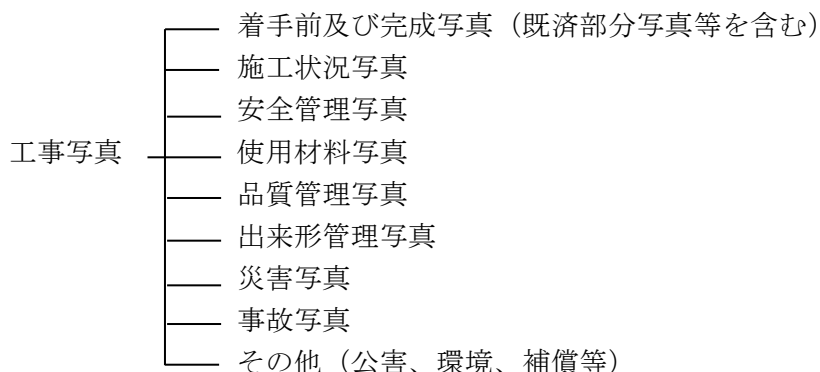 着手前及び完成写真（既済部分写真等を含む）
施工状況写真
安全管理写真
工事写真
使用材料写真
品質管理写真
出来形管理写真
災害写真
事故写真
その他（公害、環境、補償等）